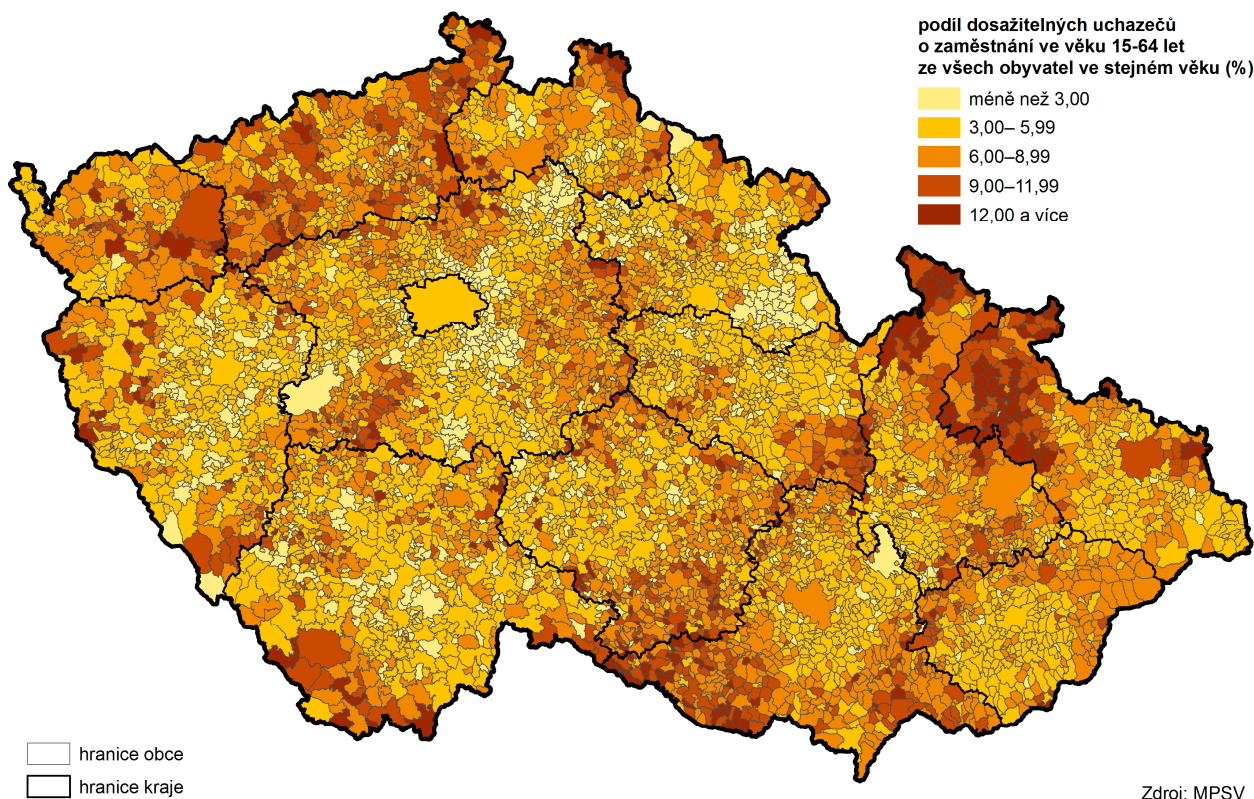 podíl dosažitelných uchazečů
o zaměstnání ve věku 15-64 let
ze všech obyvatel ve stejném věku (%)
méně než 3,00
3,00– 5,99
6,00–8,99
9,00–11,99
12,00 a více
hranice obce
hranice kraje
Zdroj: MPSV